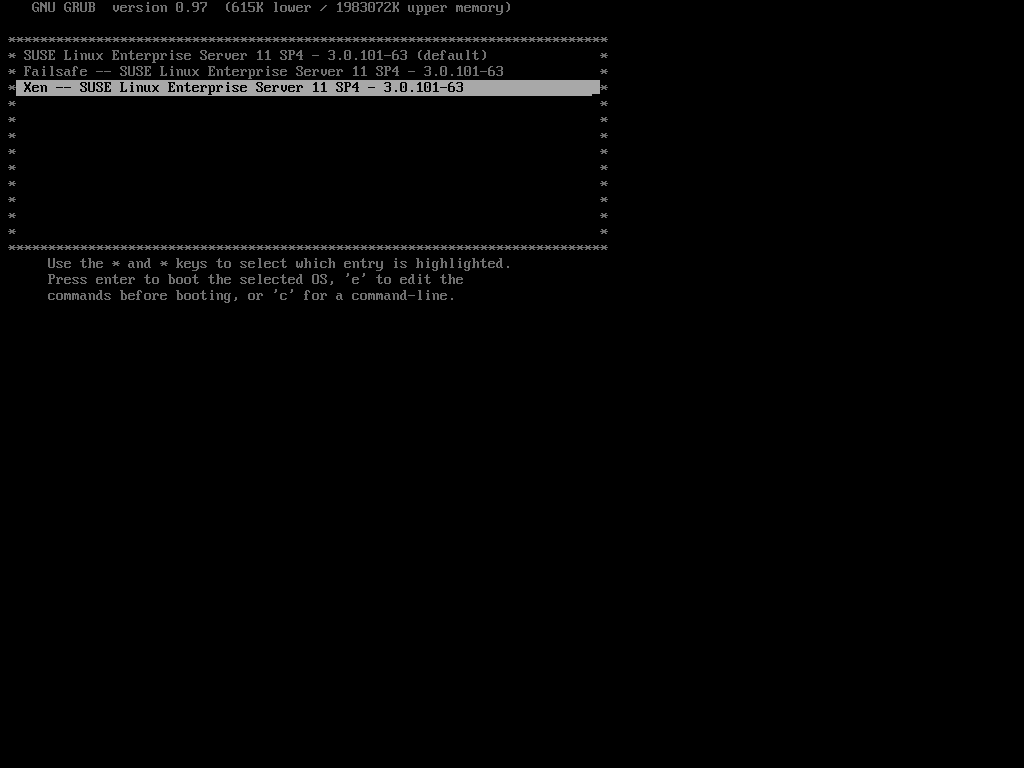 GNU GRUB  version 0.97  (615K lower / 1983072K upper memory)
***************************************************************************
* SUSE Linux Enterprise Server 11 SP4 - 3.0.101-63 (default)              *
* Failsafe -- SUSE Linux Enterprise Server 11 SP4 - 3.0.101-63            *
* Xen -- SUSE Linux Enterprise Server 11 SP4 - 3.0.101-63                 *
*                                                                         *
*                                                                         *
*                                                                         *
*                                                                         *
*                                                                         *
*                                                                         *
*                                                                         *
*                                                                         *
*                                                                         *
***************************************************************************
Use the * and * keys to select which entry is highlighted.
Press enter to boot the selected OS, 'e' to edit the
commands before booting, or 'c' for a command-line.